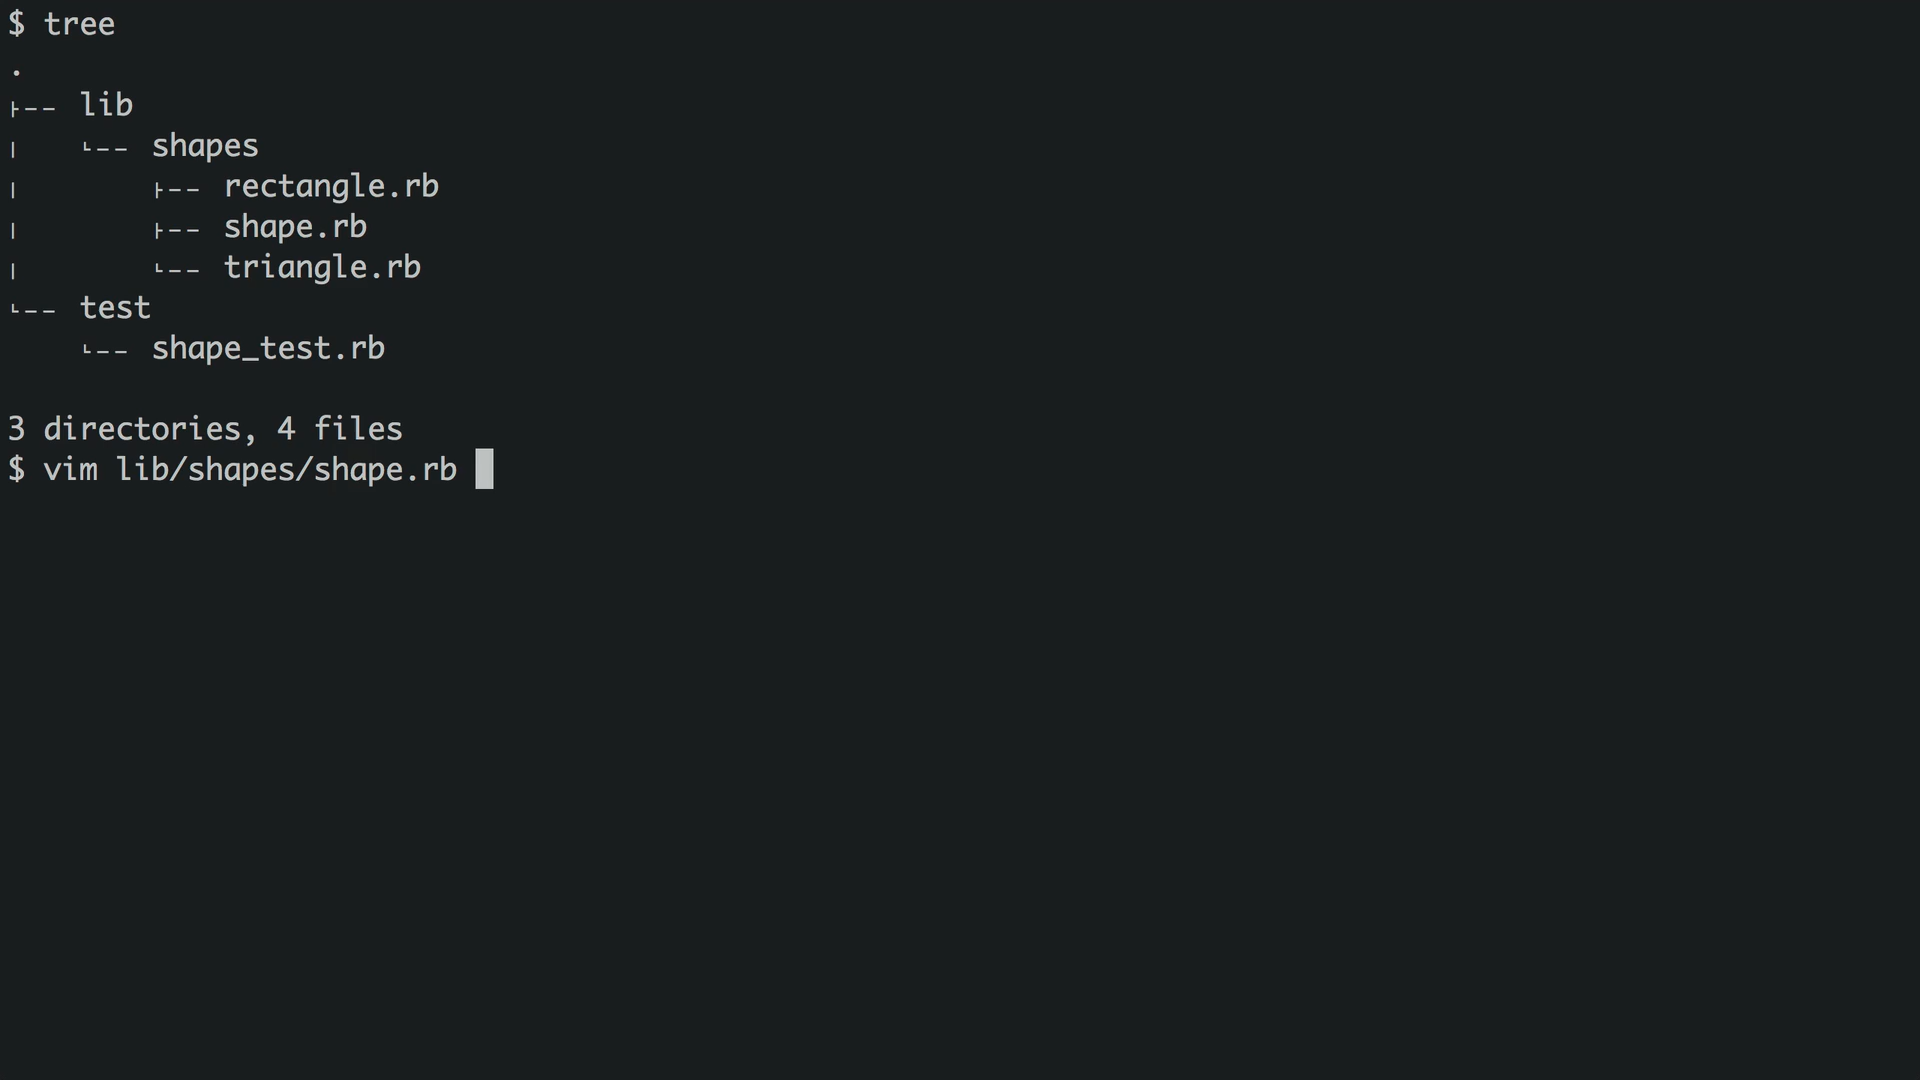 $ tree
.
├── lib
│   └── shapes
│       ├── rectangle.rb
│       ├── shape.rb
│       └── triangle.rb
└── test
    └── shape_test.rb

3 directories, 4 files
$ vim lib/shapes/shape.rb